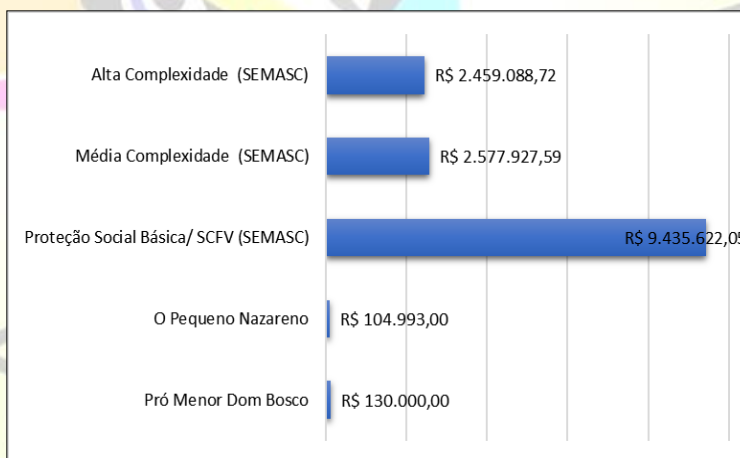 Alta Complexidade (SEMASC)
R$ 2.459.088,72
Média Complexidade (SEMASC)
R$ 2.577.927,59
Proteção Social Básica/ SCFV (SEMASC)
R$ 9.435.622,05
O Pequeno Nazareno
R$ 104.993,00
Pró Menor Dom Bosco
R$ 130.000,00